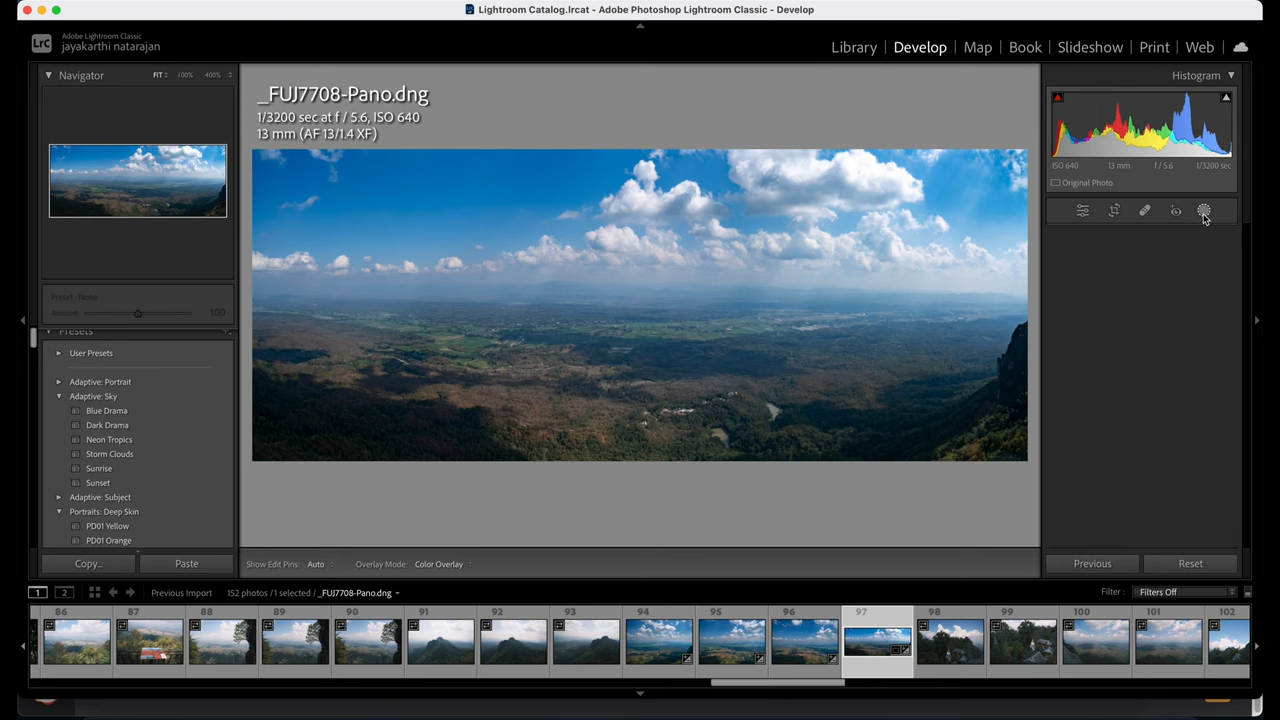 Lightroom Catalog.lrcat - Adobe Photoshop Lightroom Classic - Develop
LrC
Adobe Lightroom Classic
jayakarthi natarajan
Library | Develop | Map | Book | Slideshow | Print | Web
Navigator
FIT
100%
400%
Histogram
_FUJ7708-Pano.dng
1/3200 sec at f / 5.6, ISO 640
13 mm (AF 13/1.4 XF)
ISO 640
13 mm
f / 5.6
1/3200 sec
Original Photo
Preset: None
Amount
100
Presets
User Presets
Adaptive: Portrait
Adaptive: Sky
Blue Drama
Dark Drama
Neon Tropics
Storm Clouds
Sunrise
Sunset
Adaptive: Subject
Portraits: Deep Skin
PD01 Yellow
PD01 Orange
Copy...
Paste
Show Edit Pins: Auto
Overlay Mode: Color Overlay
Previous
Reset
1
2
Previous Import
152 photos / 1 selected / _FUJ7708-Pano.dng
Filter :
Filters Off
86
87
88
89
90
91
92
93
94
95
96
97
98
99
100
101
102